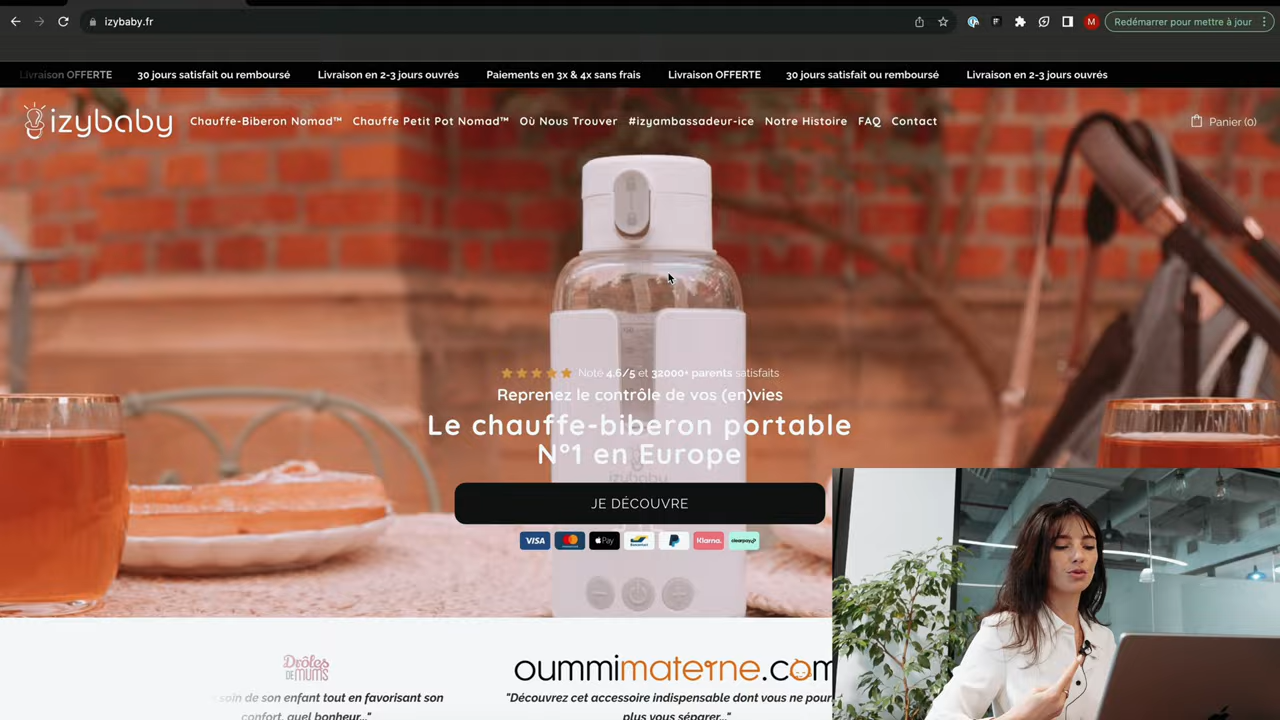 izybaby.fr
M
Redémarrer pour mettre à jour
Livraison OFFERTE 30 jours satisfait ou remboursé Livraison en 2-3 jours ouvrés Paiements en 3x & 4x sans frais Livraison OFFERTE 30 jours satisfait ou remboursé Livraison en 2-3 jours ouvrés
izybaby Chauffe-Biberon Nomad™ Chauffe Petit Pot Nomad™ Où Nous Trouver #izyambassadeur-ice Notre Histoire FAQ Contact Panier (0)
Noté 4.6/5 et 32000+ parents satisfaits
Reprenez le contrôle de vos (en)vies
Le chauffe-biberon portable
N°1 en Europe
izybaby
JE DÉCOUVRE
VISA mastercard Apple Pay Bancontact PayPal Klarna. clearpay
Drôles DE MUMS
oummimaterne.com
soin de son enfant tout en favorisant son
confort, quel bonheur..."
"Découvrez cet accessoire indispensable dont vous ne pour
plus vous séparer..."